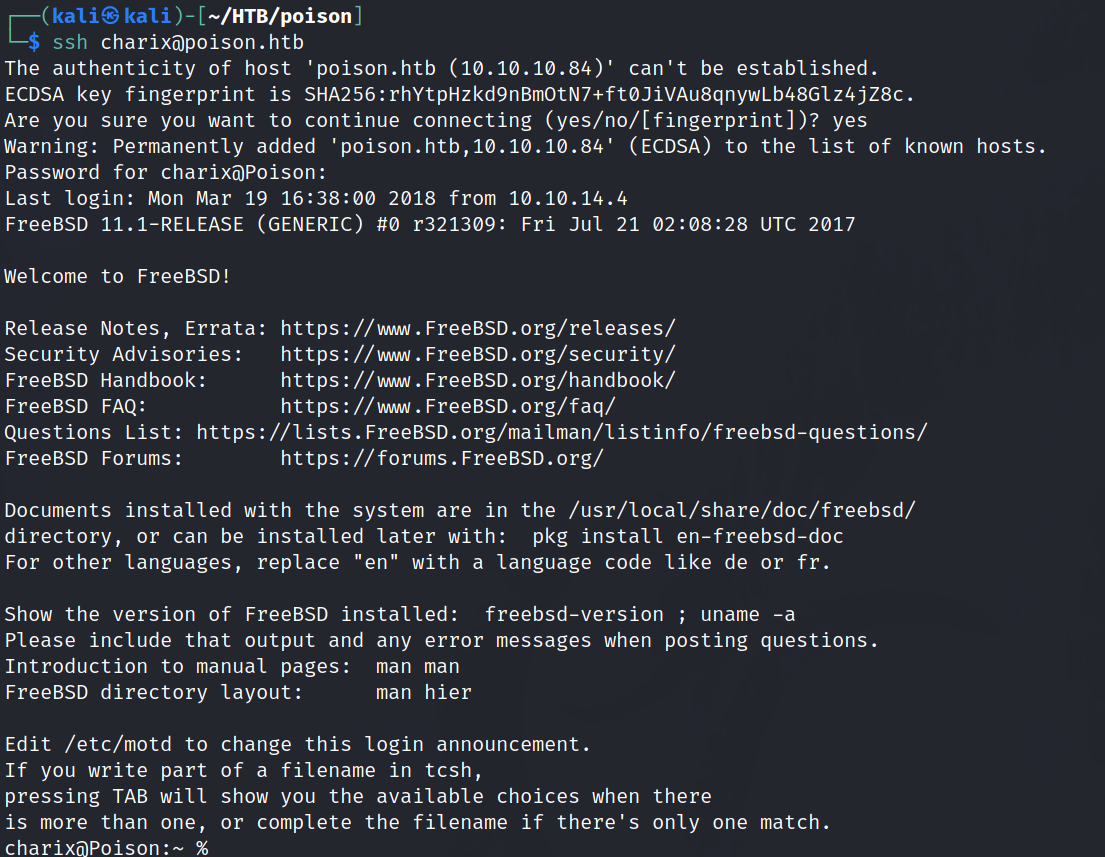 ┌──(kali㉿kali)-[~/HTB/poison]
└─$ ssh charix@poison.htb
The authenticity of host 'poison.htb (10.10.10.84)' can't be established.
ECDSA key fingerprint is SHA256:rhYtpHzkd9nBmOtN7+ft0JiVAu8qnywLb48Glz4jZ8c.
Are you sure you want to continue connecting (yes/no/[fingerprint])? yes
Warning: Permanently added 'poison.htb,10.10.10.84' (ECDSA) to the list of known hosts.
Password for charix@Poison:
Last login: Mon Mar 19 16:38:00 2018 from 10.10.14.4
FreeBSD 11.1-RELEASE (GENERIC) #0 r321309: Fri Jul 21 02:08:28 UTC 2017

Welcome to FreeBSD!

Release Notes, Errata: https://www.FreeBSD.org/releases/
Security Advisories:   https://www.FreeBSD.org/security/
FreeBSD Handbook:      https://www.FreeBSD.org/handbook/
FreeBSD FAQ:           https://www.FreeBSD.org/faq/
Questions List: https://lists.FreeBSD.org/mailman/listinfo/freebsd-questions/
FreeBSD Forums:        https://forums.FreeBSD.org/

Documents installed with the system are in the /usr/local/share/doc/freebsd/
directory, or can be installed later with:  pkg install en-freebsd-doc
For other languages, replace "en" with a language code like de or fr.

Show the version of FreeBSD installed:  freebsd-version ; uname -a
Please include that output and any error messages when posting questions.
Introduction to manual pages:  man man
FreeBSD directory layout:      man hier

Edit /etc/motd to change this login announcement.
If you write part of a filename in tcsh,
pressing TAB will show you the available choices when there
is more than one, or complete the filename if there's only one match.
charix@Poison:~ %